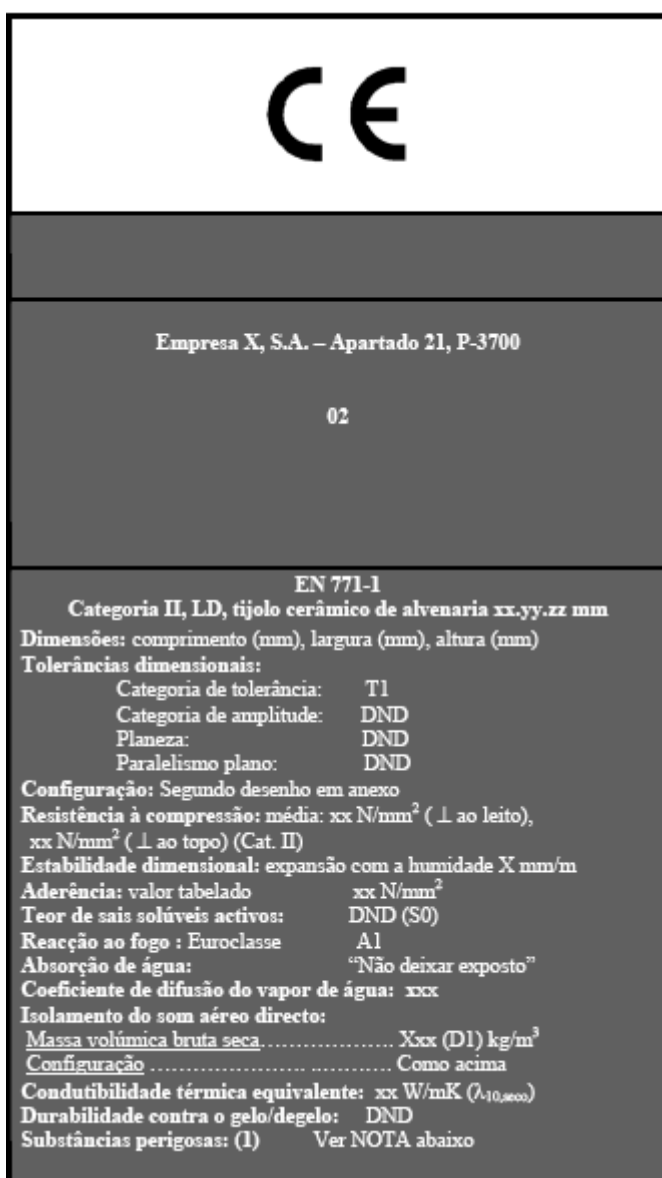 CE
Empresa X, S.A. – Apartado 21, P-3700
02
EN 771-1
Categoria II, LD, tijolo cerâmico de alvenaria xx.yy.zz mm
Dimensões: comprimento (mm), largura (mm), altura (mm)
Tolerâncias dimensionais:
Categoria de tolerância: T1
Categoria de amplitude: DND
Planeza: DND
Paralelismo plano: DND
Configuração: Segundo desenho em anexo
Resistência à compressão: média: xx N/mm² ( ⊥ ao leito),
xx N/mm² ( ⊥ ao topo) (Cat. II)
Estabilidade dimensional: expansão com a humidade X mm/m
Aderência: valor tabelado xx N/mm²
Teor de sais solúveis activos: DND (S0)
Reacção ao fogo : Euroclasse A1
Absorção de água: “Não deixar exposto”
Coeficiente de difusão do vapor de água: xxx
Isolamento do som aéreo directo:
Massa volúmica bruta seca………………… Xxx (D1) kg/m³
Configuração …………………… ………… Como acima
Condutibilidade térmica equivalente: xx W/mK (λ10,seco)
Durabilidade contra o gelo/degelo: DND
Substâncias perigosas: (1) Ver NOTA abaixo